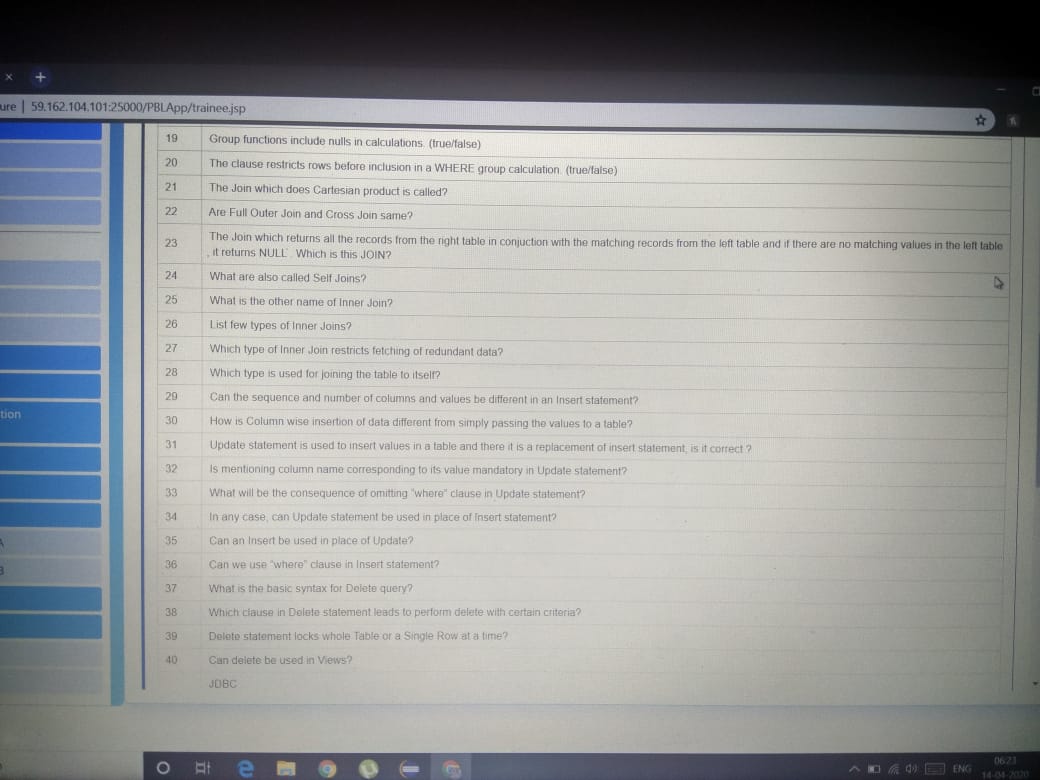 ure | 59.162.104.101:25000/PBLApp/trainee.jsp
19 Group functions include nulls in calculations. (true/false)
20 The clause restricts rows before inclusion in a WHERE group calculation. (true/false)
21 The Join which does Cartesian product is called?
22 Are Full Outer Join and Cross Join same?
23 The Join which returns all the records from the right table in conjuction with the matching records from the left table and if there are no matching values in the left table
, it returns NULL . Which is this JOIN?
24 What are also called Self Joins?
25 What is the other name of Inner Join?
26 List few types of Inner Joins?
27 Which type of Inner Join restricts fetching of redundant data?
28 Which type is used for joining the table to itself?
29 Can the sequence and number of columns and values be different in an Insert statement?
tion
30 How is Column wise insertion of data different from simply passing the values to a table?
31 Update statement is used to insert values in a table and there it is a replacement of insert statement, is it correct ?
32 Is mentioning column name corresponding to its value mandatory in Update statement?
33 What will be the consequence of omitting "where" clause in Update statement?
34 In any case, can Update statement be used in place of Insert statement?
35 Can an Insert be used in place of Update?
36 Can we use "where" clause in Insert statement?
37 What is the basic syntax for Delete query?
38 Which clause in Delete statement leads to perform delete with certain criteria?
39 Delete statement locks whole Table or a Single Row at a time?
40 Can delete be used in Views?
JDBC
ENG
06:23
14-04-2020